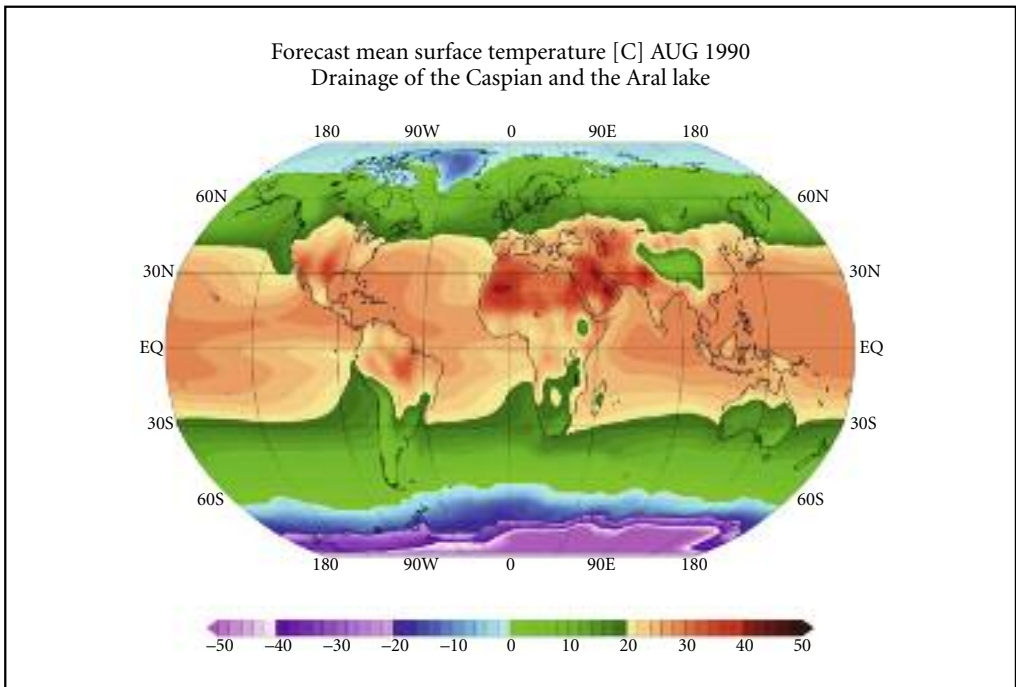 Forecast mean surface temperature [C] AUG 1990
Drainage of the Caspian and the Aral lake
180 90W 0 90E 180
60N 60N
30N 30N
EQ EQ
30S 30S
60S 60S
180 90W 0 90E 180
−50 −40 −30 −20 −10 0 10 20 30 40 50